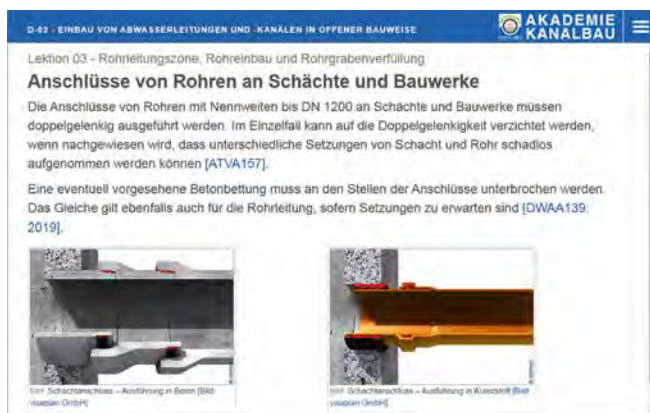 D-02 - EINBAU VON ABWASSERLEITUNGEN UND -KANÄLEN IN OFFENER BAUWEISE
AKADEMIE
KANALBAU
Lektion 03 - Rohrleitungszone, Rohreinbau und Rohrgrabenverfüllung
Anschlüsse von Rohren an Schächte und Bauwerke
Die Anschlüsse von Rohren mit Nennweiten bis DN 1200 an Schächte und Bauwerke müssen
doppelgelenkig ausgeführt werden. Im Einzelfall kann auf die Doppelgelenkigkeit verzichtet werden,
wenn nachgewiesen wird, dass unterschiedliche Setzungen von Schacht und Rohr schadlos
aufgenommen werden können [ATVA157].
Eine eventuell vorgesehene Betonbettung muss an den Stellen der Anschlüsse unterbrochen werden.
Das Gleiche gilt ebenfalls auch für die Rohrleitung, sofern Setzungen zu erwarten sind [DWAA139:
2019].
Bild: Schachtanschluss – Ausführung in Beton [Bild:
visaplan GmbH]
Bild: Schachtanschluss – Ausführung in Kunststoff [Bild:
visaplan GmbH]